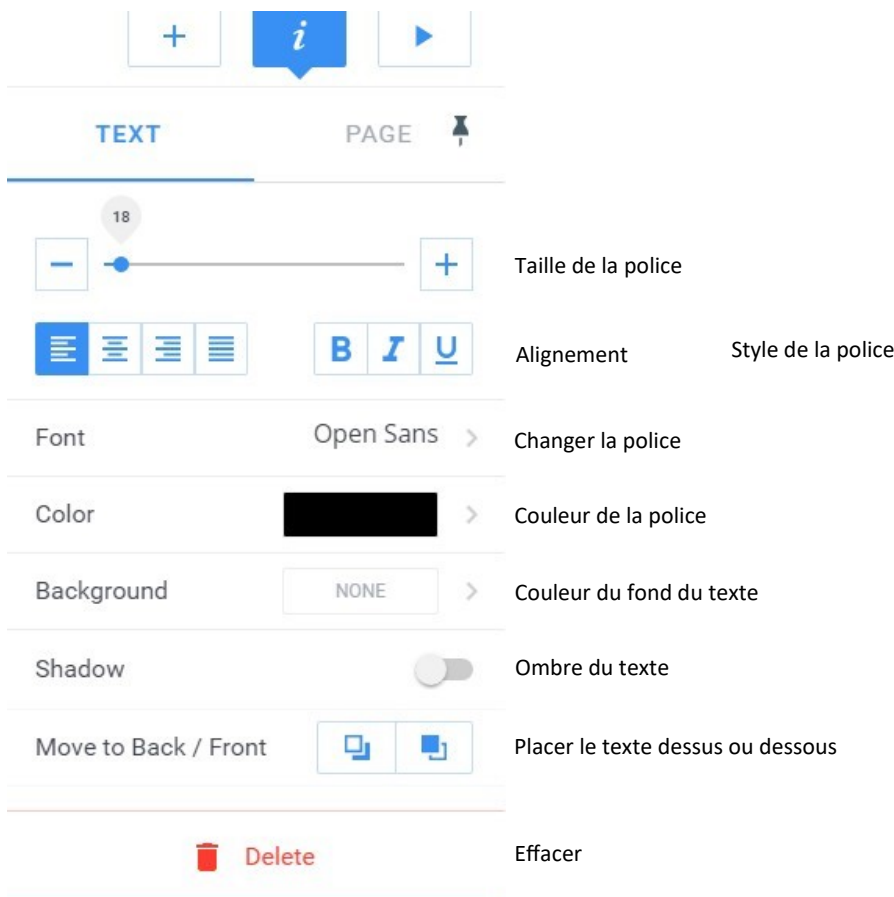 + i
TEXT PAGE
18
− + Taille de la police
B I U Alignement Style de la police
Font Open Sans > Changer la police
Color > Couleur de la police
Background NONE > Couleur du fond du texte
Shadow Ombre du texte
Move to Back / Front Placer le texte dessus ou dessous
Delete Effacer